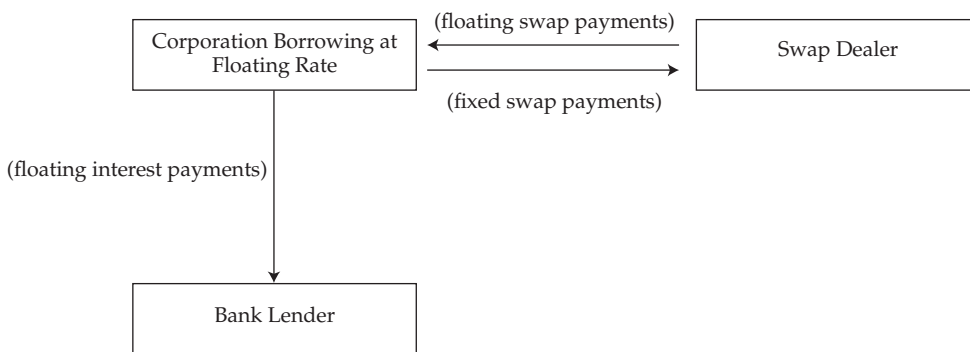 (floating swap payments)
Corporation Borrowing at
Floating Rate
Swap Dealer
(fixed swap payments)
(floating interest payments)
Bank Lender